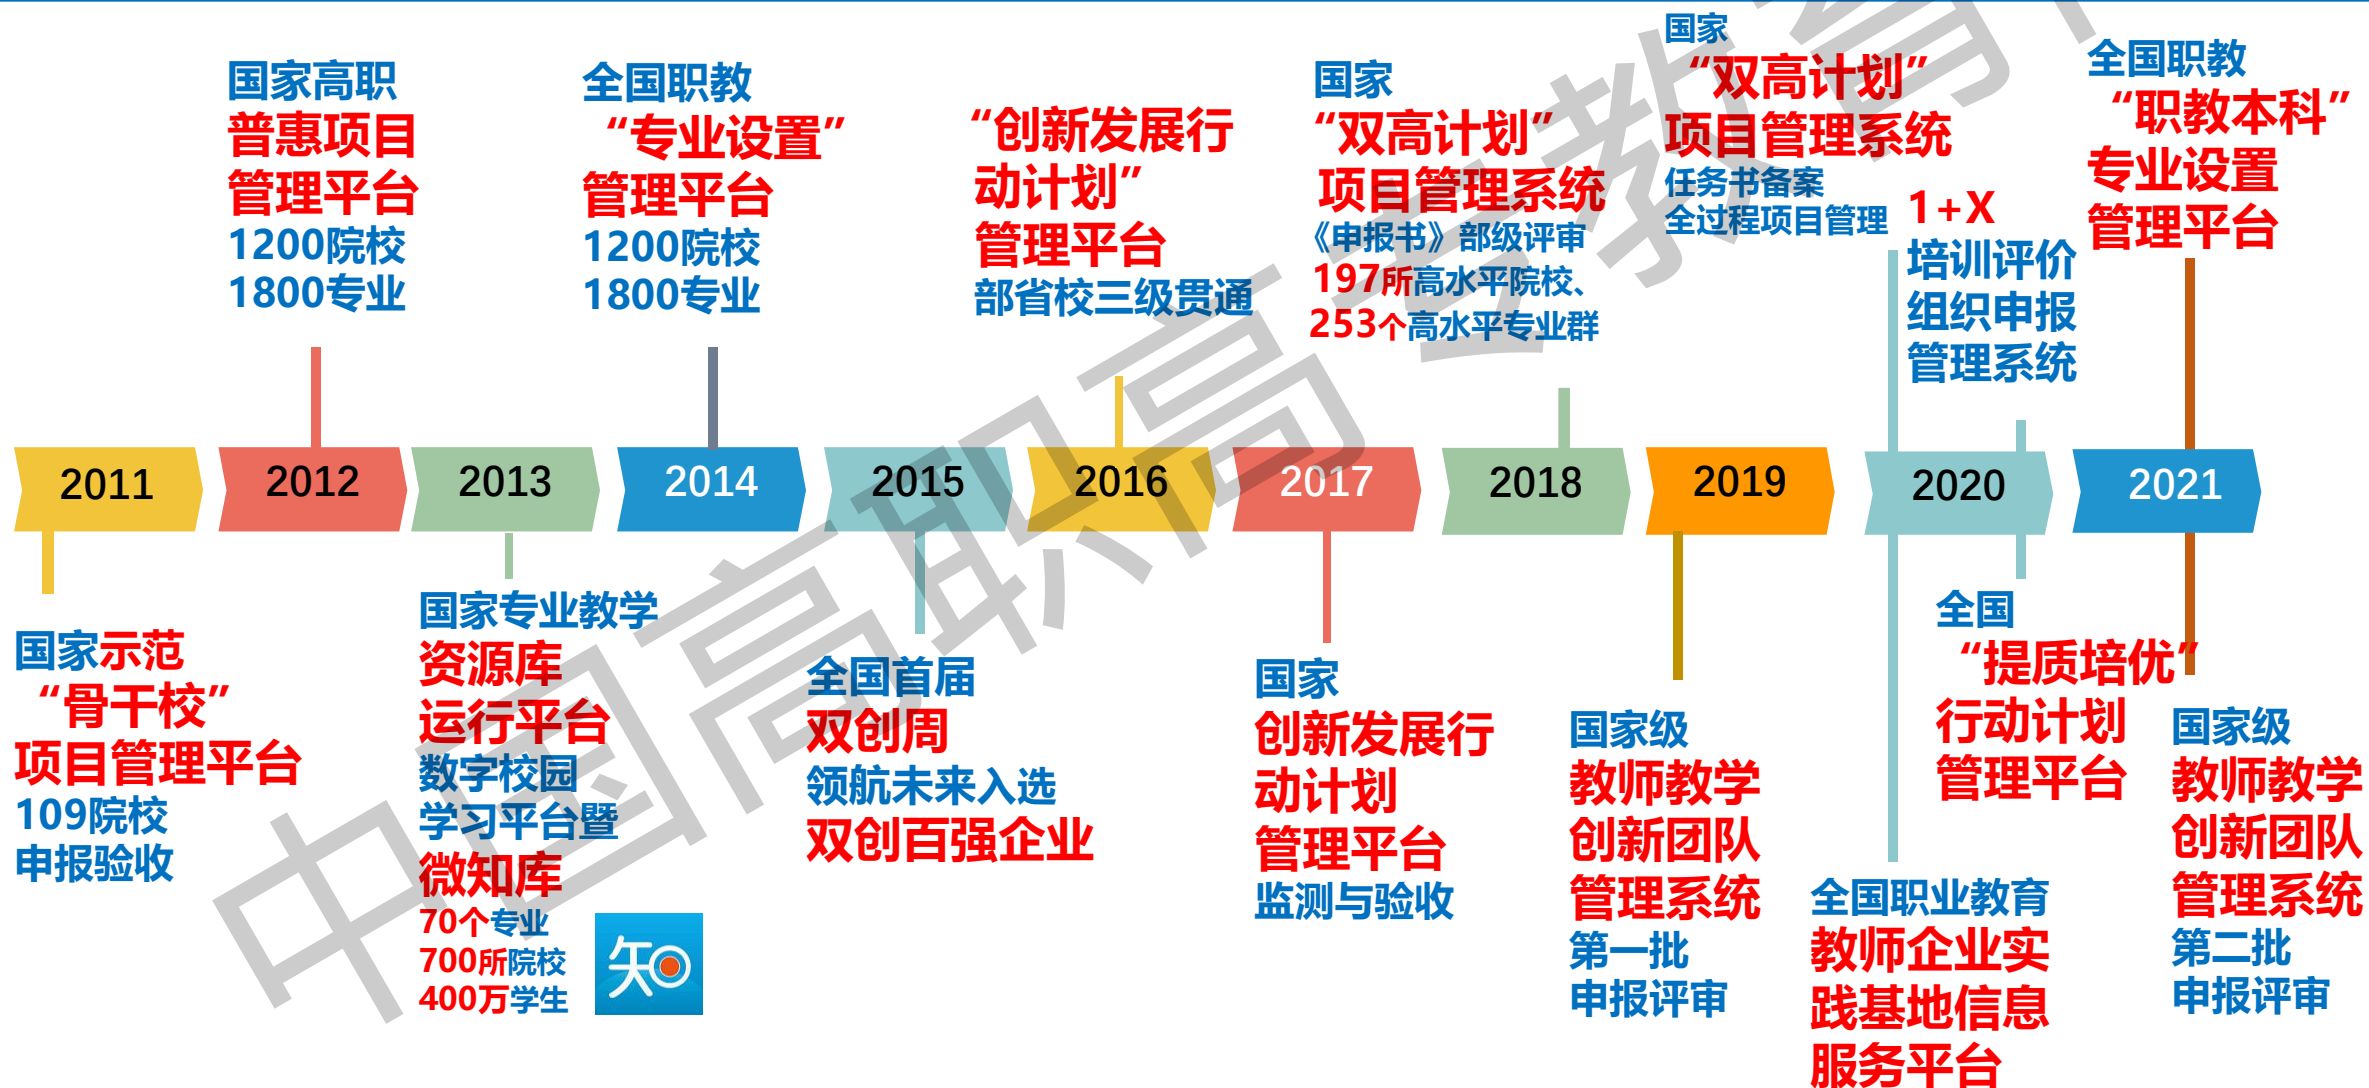 国家高职
普惠项目
管理平台
1200院校
1800专业
全国职教
“专业设置”
管理平台
1200院校
1800专业
“创新发展行
动计划”
管理平台
部省校三级贯通
国家
“双高计划”
项目管理系统
《申报书》部级评审
197所高水平院校、
253个高水平专业群
国家
“双高计划”
项目管理系统
任务书备案
全过程项目管理
1+X
培训评价
组织申报
管理系统
全国职教
“职教本科”
专业设置
管理平台
2011
2012
2013
2014
2015
2016
2017
2018
2019
2020
2021
国家示范
“骨干校”
项目管理平台
109院校
申报验收
国家专业教学
资源库
运行平台
数字校园
学习平台暨
微知库
70个专业
700所院校
400万学生
知
全国首届
双创周
领航未来入选
双创百强企业
国家
创新发展行
动计划
管理平台
监测与验收
国家级
教师教学
创新团队
管理系统
第一批
申报评审
全国职业教育
教师企业实
践基地信息
服务平台
全国
“提质培优”
行动计划
管理平台
国家级
教师教学
创新团队
管理系统
第二批
申报评审
中国高职高专教育